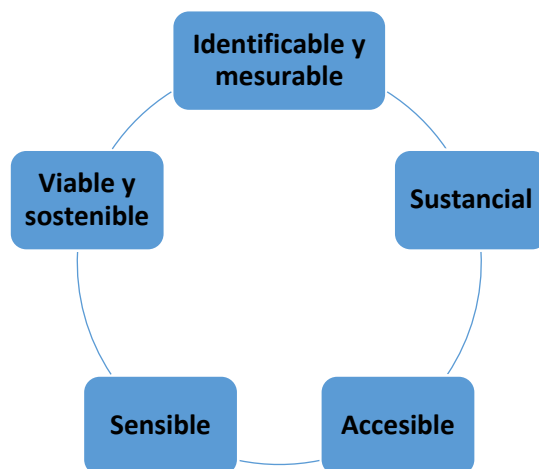 Identificable y
mesurable
Sustancial
Accesible
Sensible
Viable y
sostenible